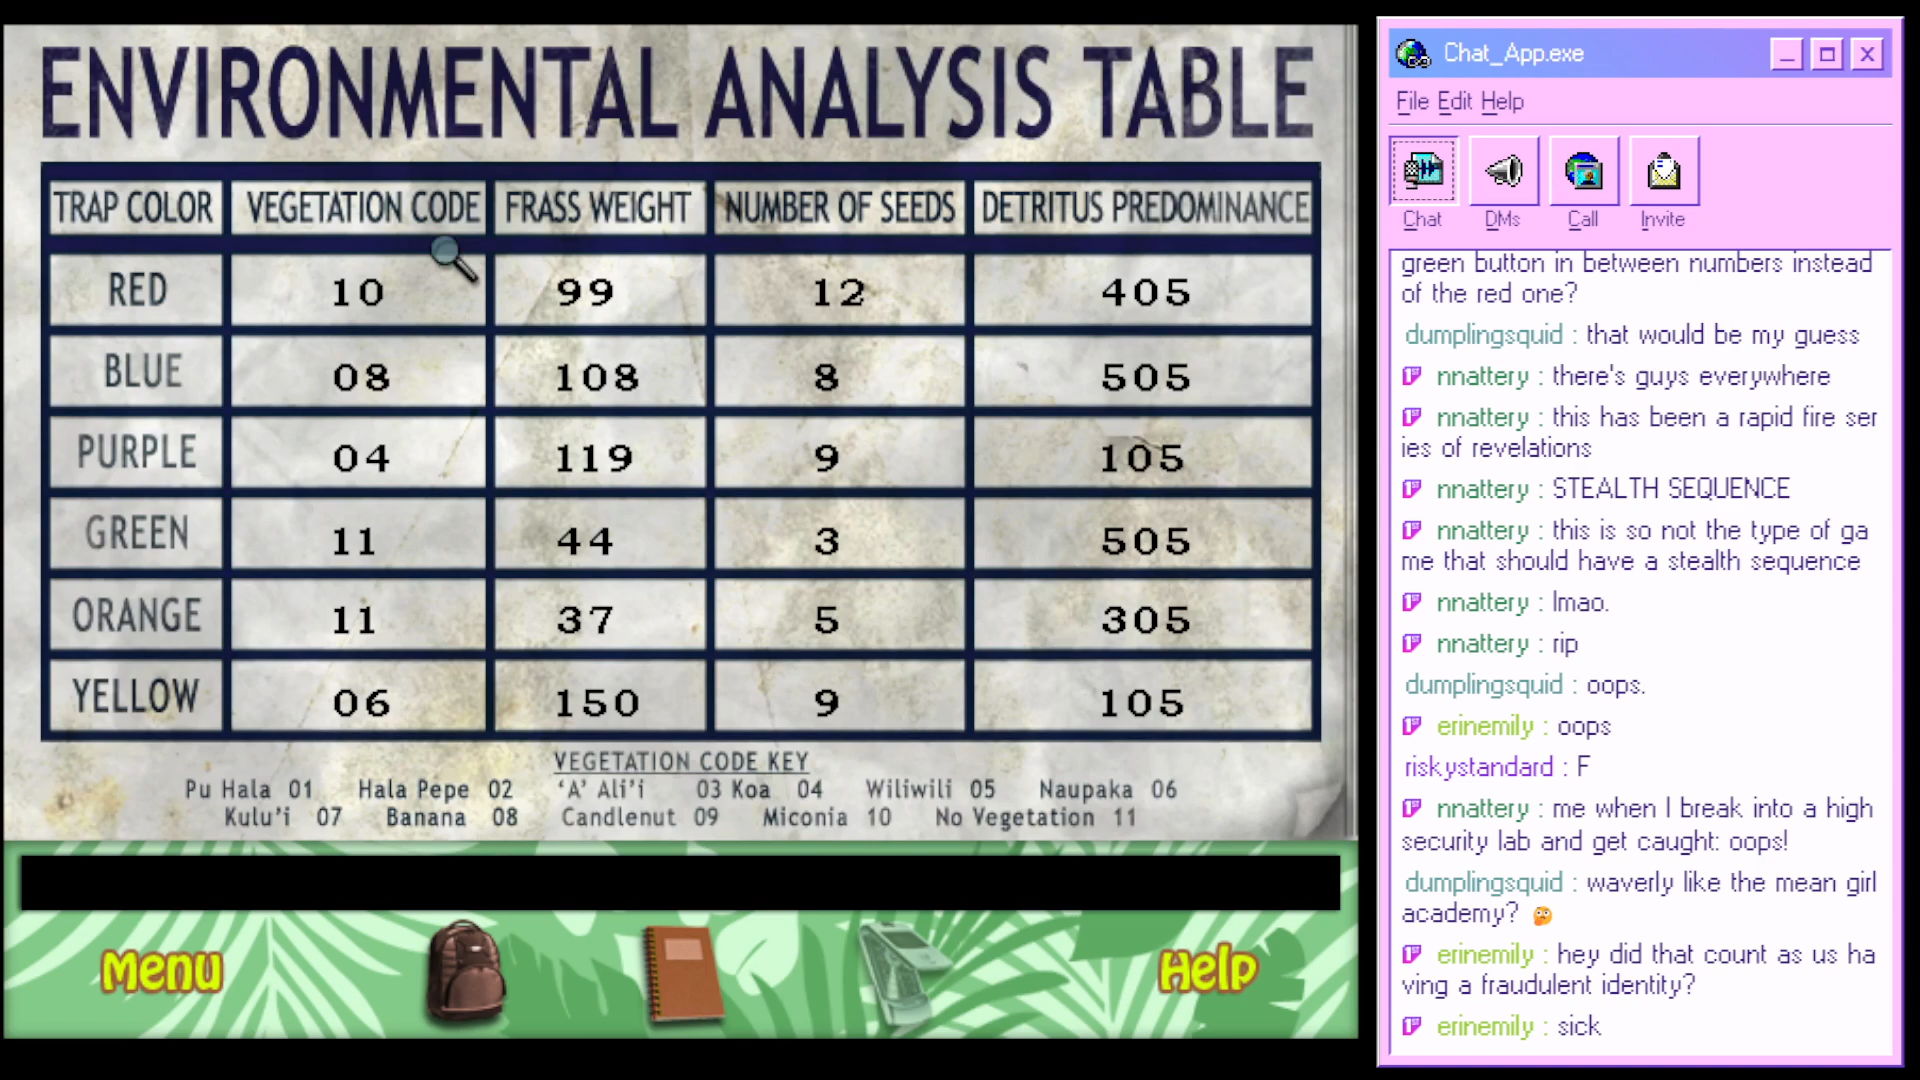 ENVIRONMENTAL ANALYSIS TABLE
TRAP COLOR VEGETATION CODE FRASS WEIGHT NUMBER OF SEEDS DETRITUS PREDOMINANCE
RED 10 99 12 405
BLUE 08 108 8 505
PURPLE 04 119 9 105
GREEN 11 44 3 505
ORANGE 11 37 5 305
YELLOW 06 150 9 105
VEGETATION CODE KEY
Pu Hala 01 Hala Pepe 02 'A' Ali'i 03 Koa 04 Wiliwili 05 Naupaka 06
Kulu'i 07 Banana 08 Candlenut 09 Miconia 10 No Vegetation 11
Menu
Help
Chat_App.exe
File Edit Help
Chat DMs Call Invite
green button in between numbers instead
of the red one?
dumplingsquid : that would be my guess
nnattery : there's guys everywhere
nnattery : this has been a rapid fire ser
ies of revelations
nnattery : STEALTH SEQUENCE
nnattery : this is so not the type of ga
me that should have a stealth sequence
nnattery : lmao.
nnattery : rip
dumplingsquid : oops.
erinemily : oops
riskystandard : F
nnattery : me when I break into a high
security lab and get caught: oops!
dumplingsquid : waverly like the mean girl
academy? 🤔
erinemily : hey did that count as us ha
ving a fraudulent identity?
erinemily : sick